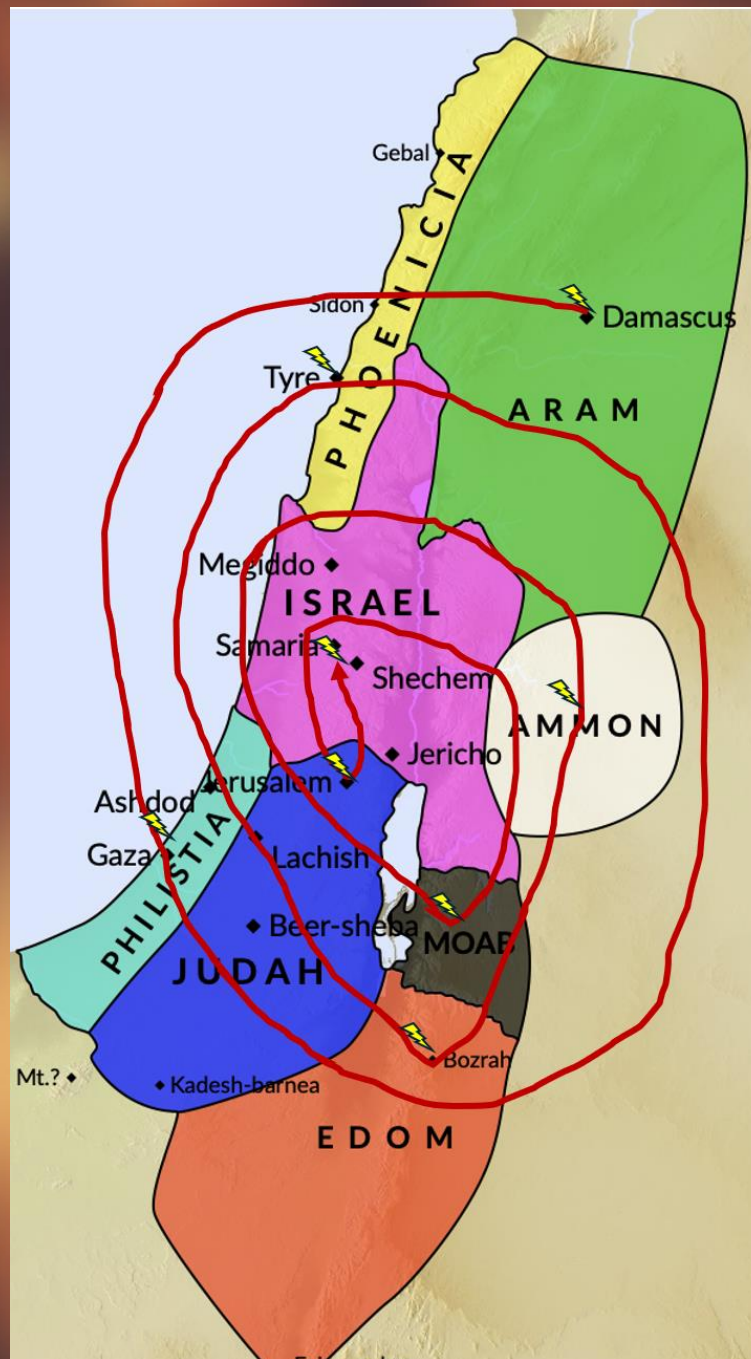 Gebal
PHOENICIA
Sidon
Damascus
Tyre
ARAM
Megiddo
ISRAEL
Samaria
Shechem
AMMON
Jericho
Jerusalem
Ashdod
Gaza
PHILISTIA
Lachish
Beer-sheba
MOAB
JUDAH
Bozrah
Mt.?
Kadesh-barnea
EDOM